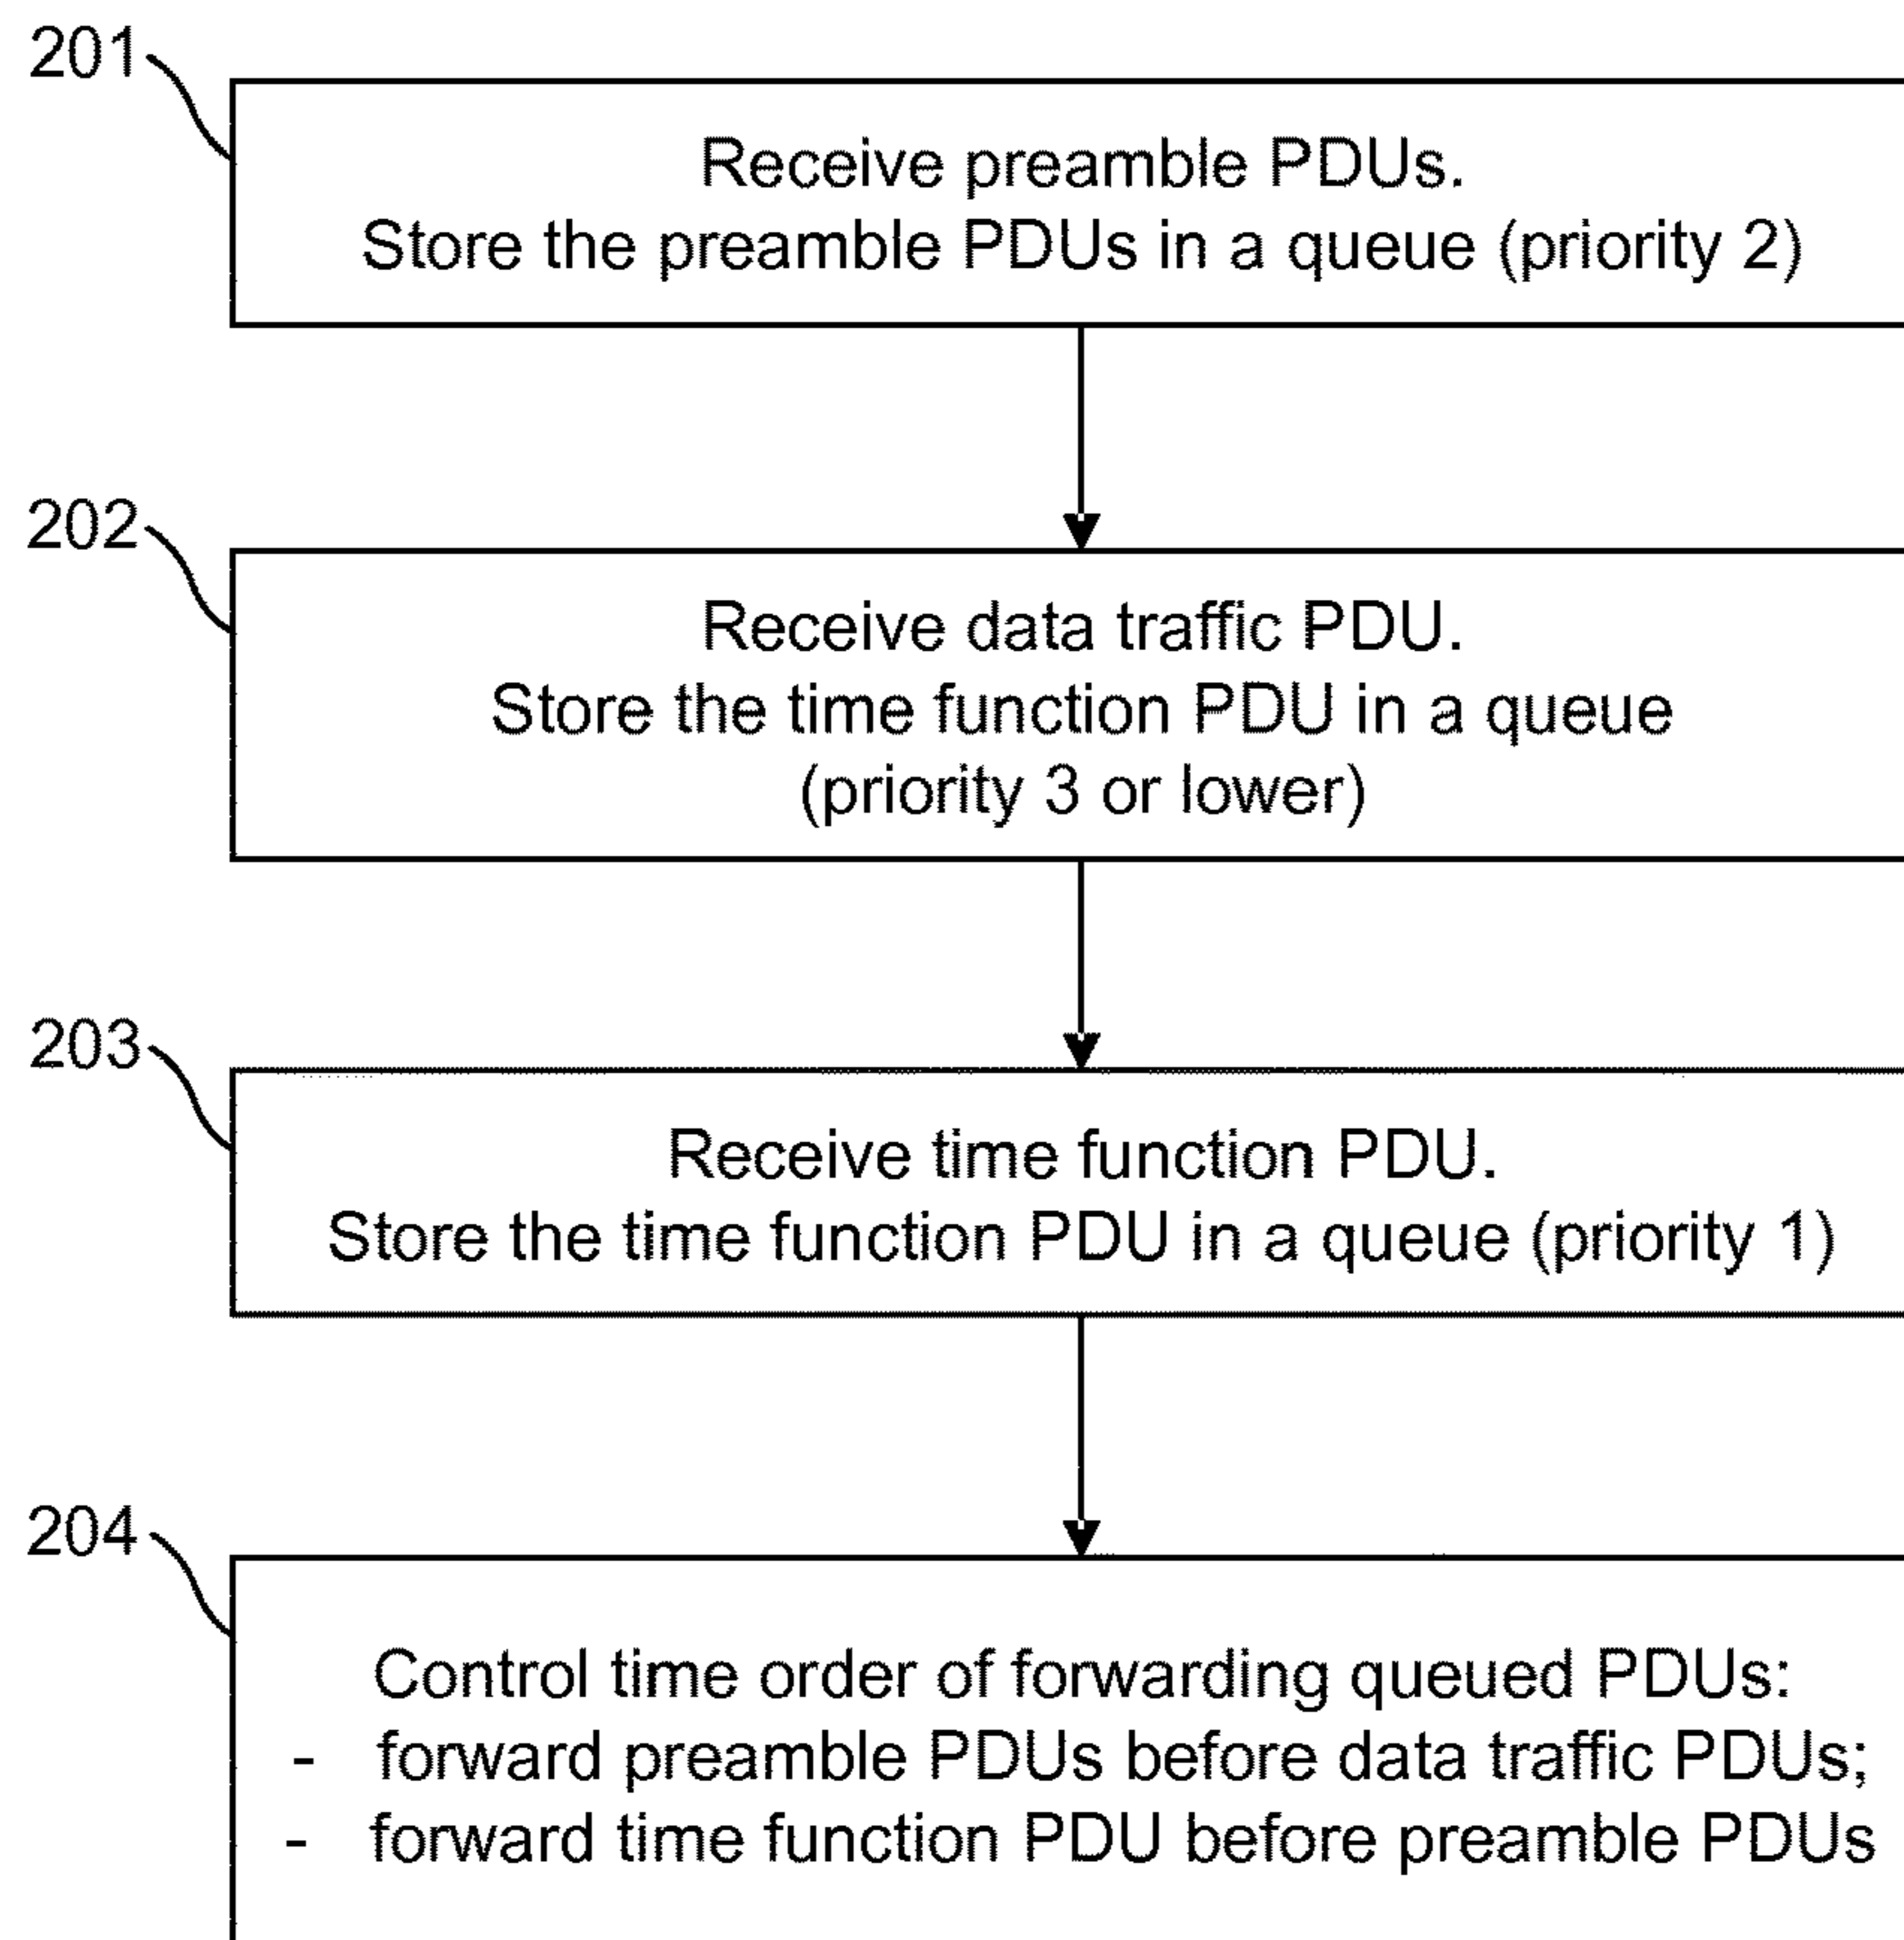 201
Receive preamble PDUs.
Store the preamble PDUs in a queue (priority 2)
202
Receive data traffic PDU.
Store the time function PDU in a queue
(priority 3 or lower)
203
Receive time function PDU.
Store the time function PDU in a queue (priority 1)
204
Control time order of forwarding queued PDUs:
- forward preamble PDUs before data traffic PDUs;
- forward time function PDU before preamble PDUs